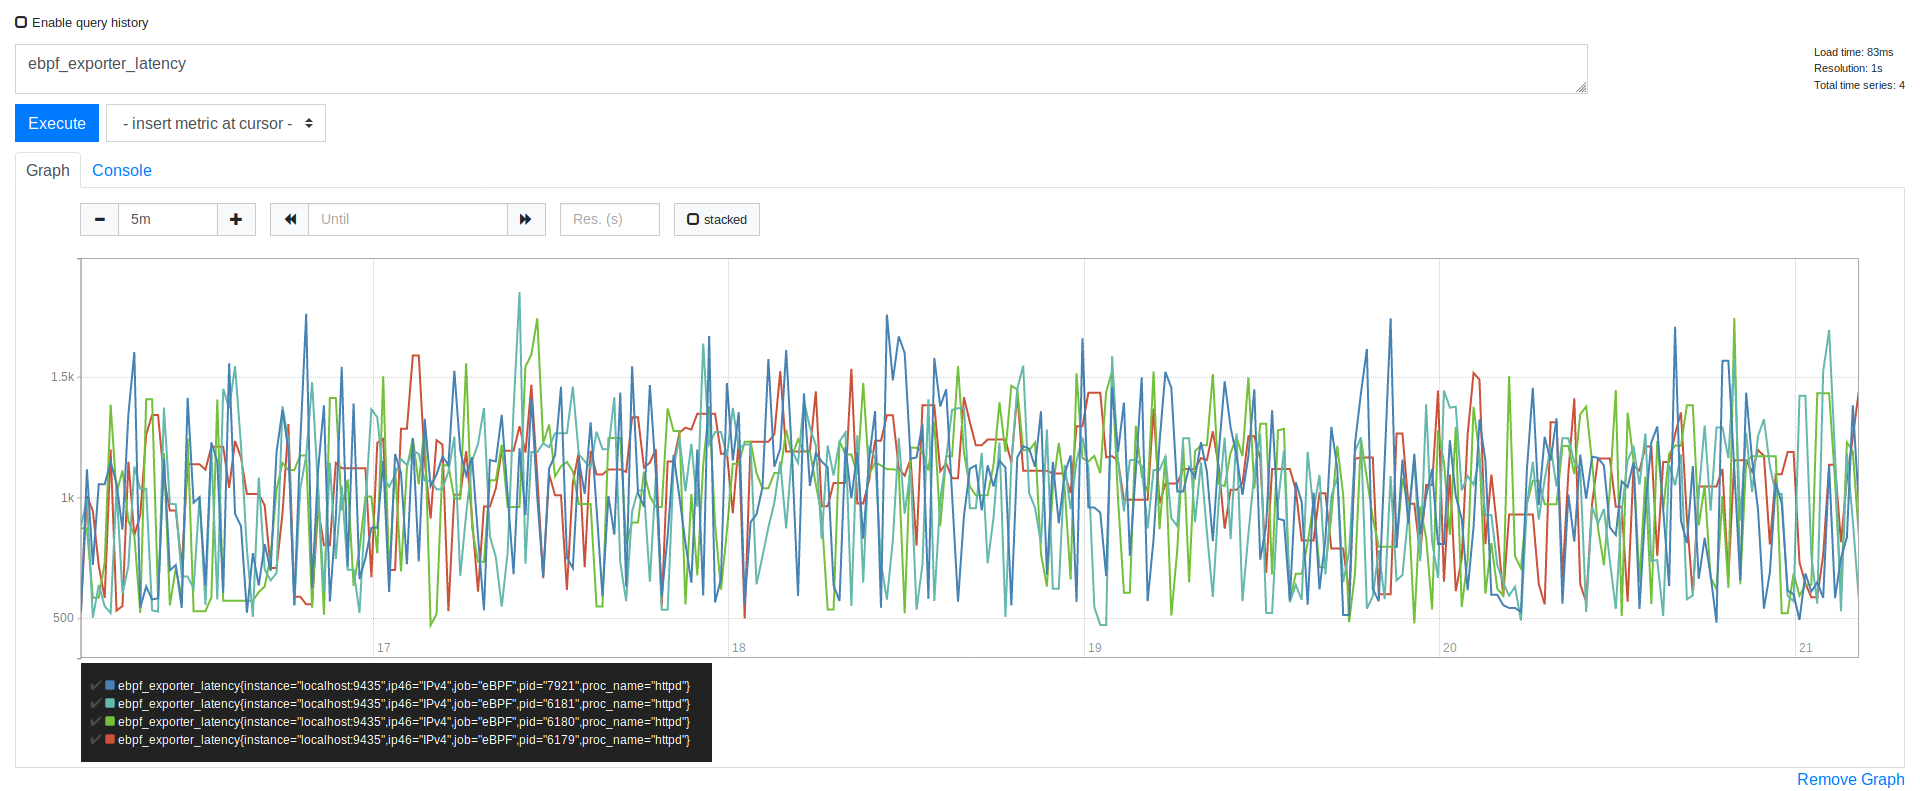 Enable query history
ebpf_exporter_latency
Load time: 83ms
Resolution: 1s
Total time series: 4
Execute
- insert metric at cursor -
Graph
Console
5m
Until
Res. (s)
stacked
1.5k
1k
500
17
18
19
20
21
ebpf_exporter_latency{instance="localhost:9435",ip46="IPv4",job="eBPF",pid="7921",proc_name="httpd"}
ebpf_exporter_latency{instance="localhost:9435",ip46="IPv4",job="eBPF",pid="6181",proc_name="httpd"}
ebpf_exporter_latency{instance="localhost:9435",ip46="IPv4",job="eBPF",pid="6180",proc_name="httpd"}
ebpf_exporter_latency{instance="localhost:9435",ip46="IPv4",job="eBPF",pid="6179",proc_name="httpd"}
Remove Graph